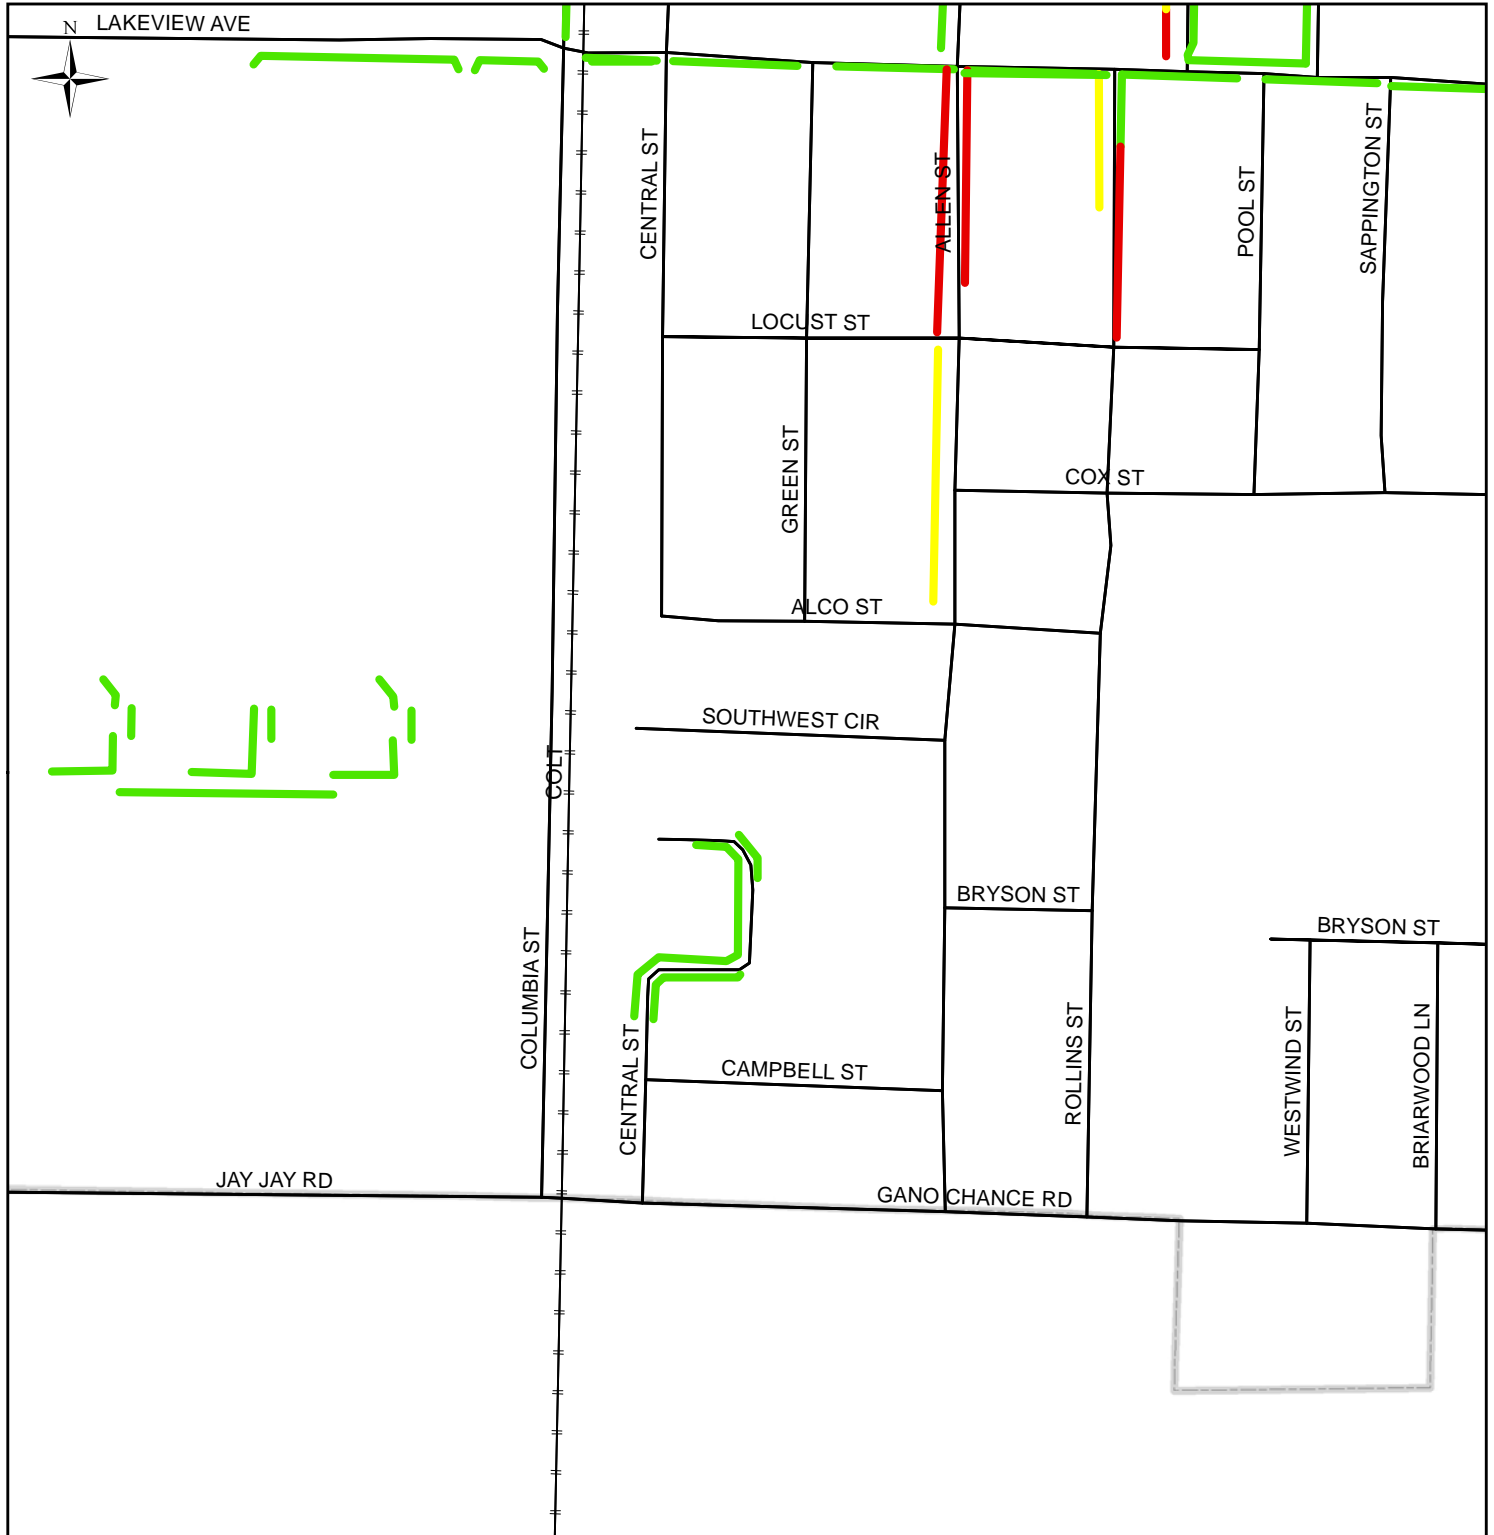 LAKEVIEW AVE
N
CENTRAL ST
ALLEN ST
POOL ST
SAPPINGTON ST
LOCUST ST
GREEN ST
COX ST
ALCO ST
SOUTHWEST CIR
COLT
BRYSON ST
BRYSON ST
COLUMBIA ST
CENTRAL ST
CAMPBELL ST
ROLLINS ST
WESTWIND ST
BRIARWOOD LN
JAY JAY RD
GANO CHANCE RD